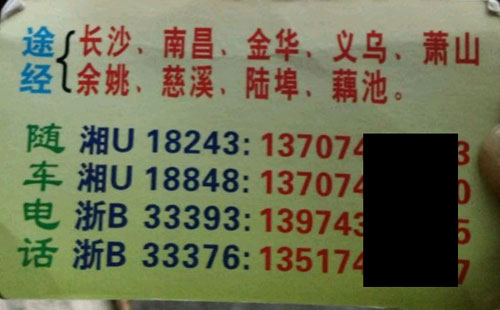 途经 { 长沙、南昌、金华、义乌、萧山
余姚、慈溪、陆埠、藕池。
随车电话
湘U 18243: 137074 3
湘U 18848: 137074 0
浙B 33393: 139743 5
浙B 33376: 135174 7